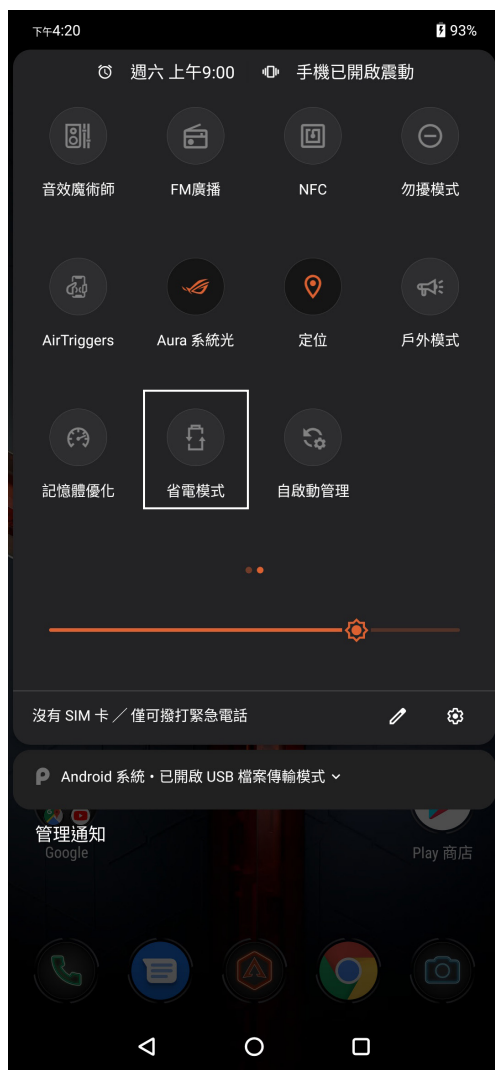 下午4:20 93%
週六 上午9:00 手機已開啟震動
音效魔術師 FM廣播 NFC 勿擾模式
AirTriggers Aura 系統光 定位 戶外模式
記憶體優化 省電模式 自啟動管理
沒有 SIM 卡／僅可撥打緊急電話
Android 系統・已開啟 USB 檔案傳輸模式
管理通知
Google Play 商店